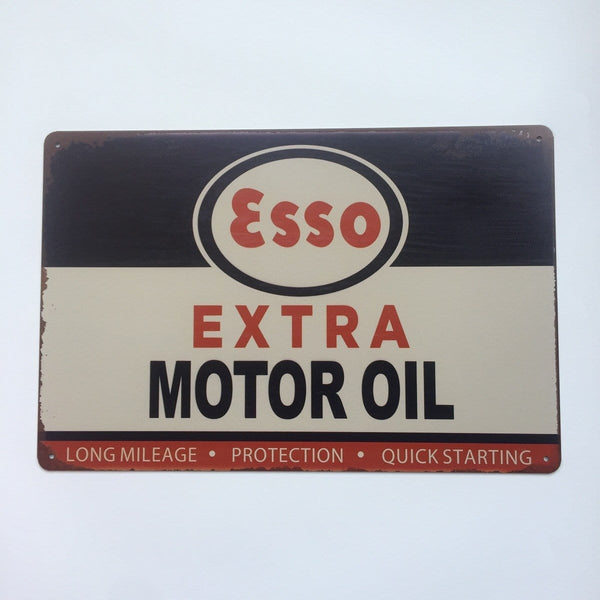 Esso
EXTRA
MOTOR OIL
LONG MILEAGE • PROTECTION • QUICK STARTING